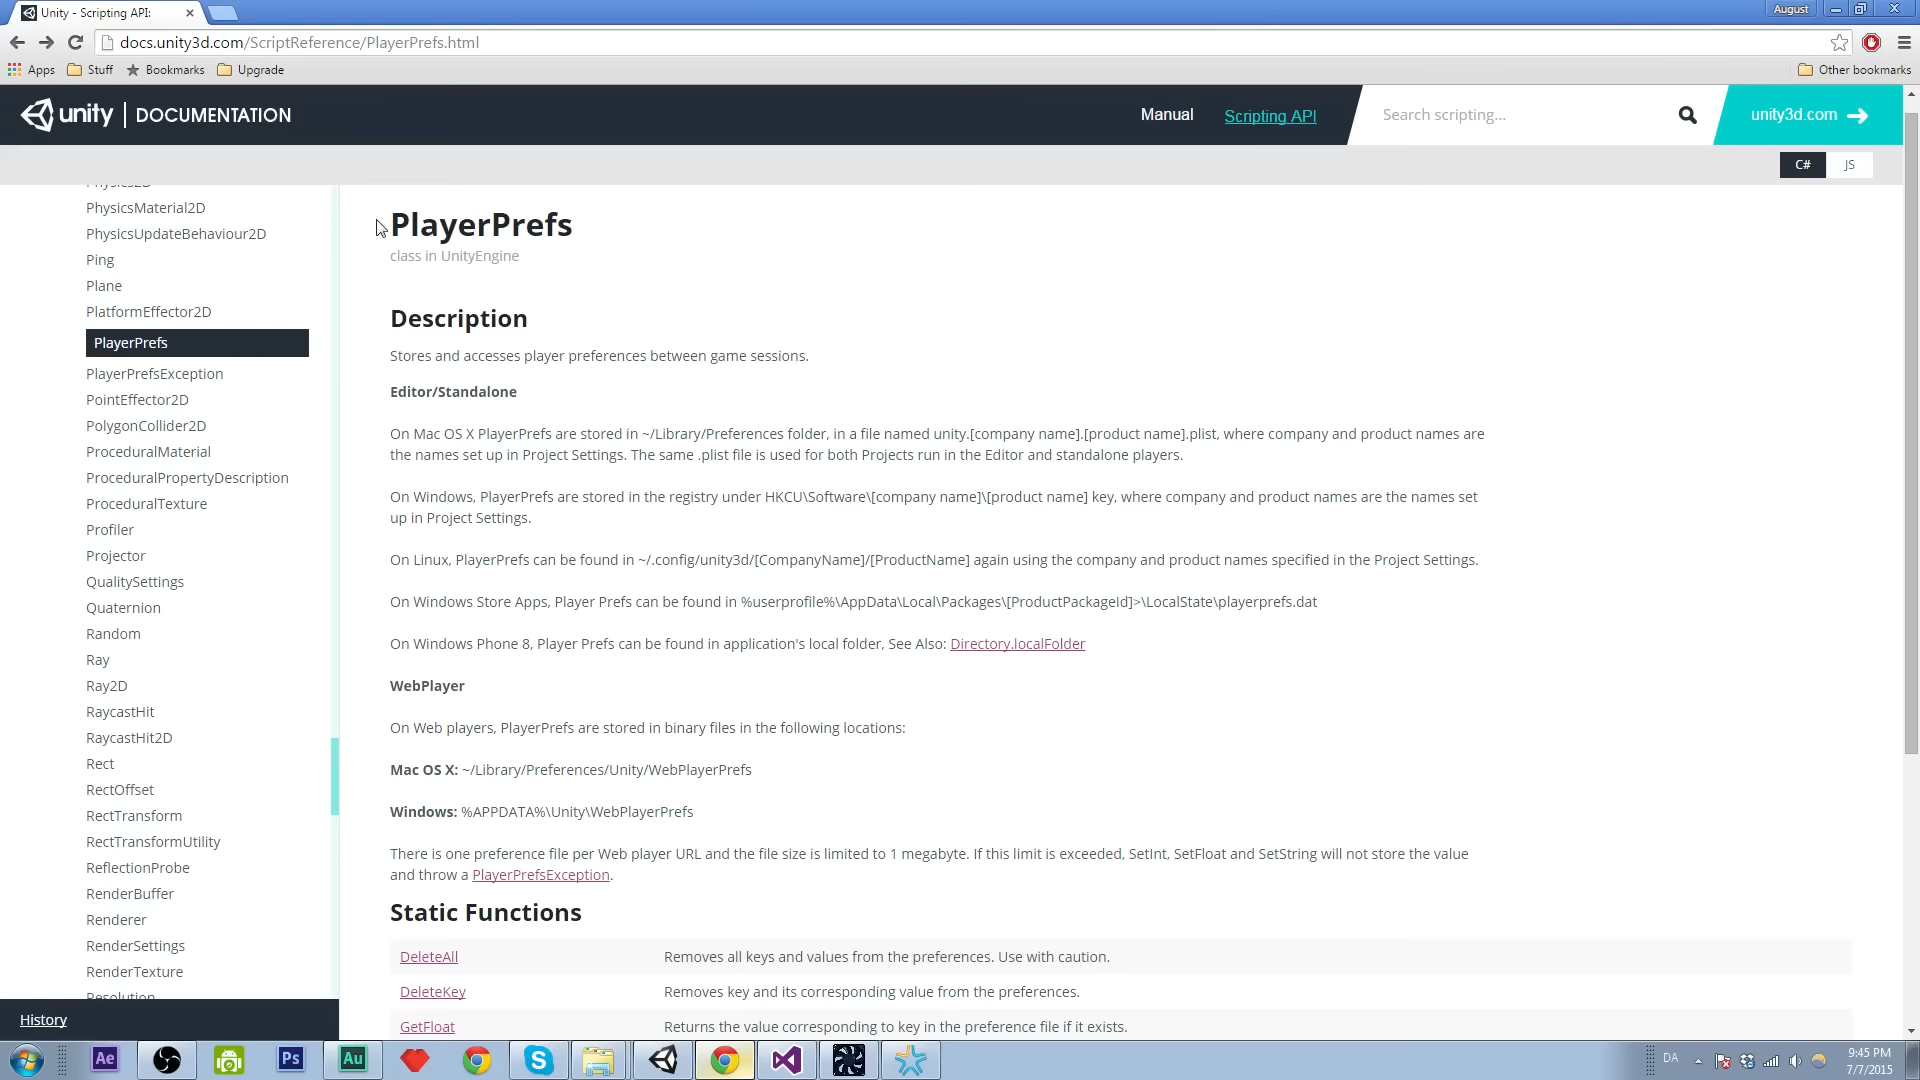 Unity - Scripting API:
August
docs.unity3d.com/ScriptReference/PlayerPrefs.html
Apps Stuff Bookmarks Upgrade Other bookmarks
unity | DOCUMENTATION
Manual Scripting API Search scripting... unity3d.com
C# JS
Physics2D
PhysicsMaterial2D
PhysicsUpdateBehaviour2D
Ping
Plane
PlatformEffector2D
PlayerPrefs
PlayerPrefsException
PointEffector2D
PolygonCollider2D
ProceduralMaterial
ProceduralPropertyDescription
ProceduralTexture
Profiler
Projector
QualitySettings
Quaternion
Random
Ray
Ray2D
RaycastHit
RaycastHit2D
Rect
RectOffset
RectTransform
RectTransformUtility
ReflectionProbe
RenderBuffer
Renderer
RenderSettings
RenderTexture
Resolution
History
PlayerPrefs
class in UnityEngine
Description
Stores and accesses player preferences between game sessions.
Editor/Standalone
On Mac OS X PlayerPrefs are stored in ~/Library/Preferences folder, in a file named unity.[company name].[product name].plist, where company and product names are
the names set up in Project Settings. The same .plist file is used for both Projects run in the Editor and standalone players.
On Windows, PlayerPrefs are stored in the registry under HKCU\Software\[company name]\[product name] key, where company and product names are the names set
up in Project Settings.
On Linux, PlayerPrefs can be found in ~/.config/unity3d/[CompanyName]/[ProductName] again using the company and product names specified in the Project Settings.
On Windows Store Apps, Player Prefs can be found in %userprofile%\AppData\Local\Packages\[ProductPackageId]>\LocalState\playerprefs.dat
On Windows Phone 8, Player Prefs can be found in application's local folder, See Also: Directory.localFolder
WebPlayer
On Web players, PlayerPrefs are stored in binary files in the following locations:
Mac OS X: ~/Library/Preferences/Unity/WebPlayerPrefs
Windows: %APPDATA%\Unity\WebPlayerPrefs
There is one preference file per Web player URL and the file size is limited to 1 megabyte. If this limit is exceeded, SetInt, SetFloat and SetString will not store the value
and throw a PlayerPrefsException.
Static Functions
DeleteAll Removes all keys and values from the preferences. Use with caution.
DeleteKey Removes key and its corresponding value from the preferences.
GetFloat Returns the value corresponding to key in the preference file if it exists.
Ae Ps Au DA 9:45 PM
7/7/2015